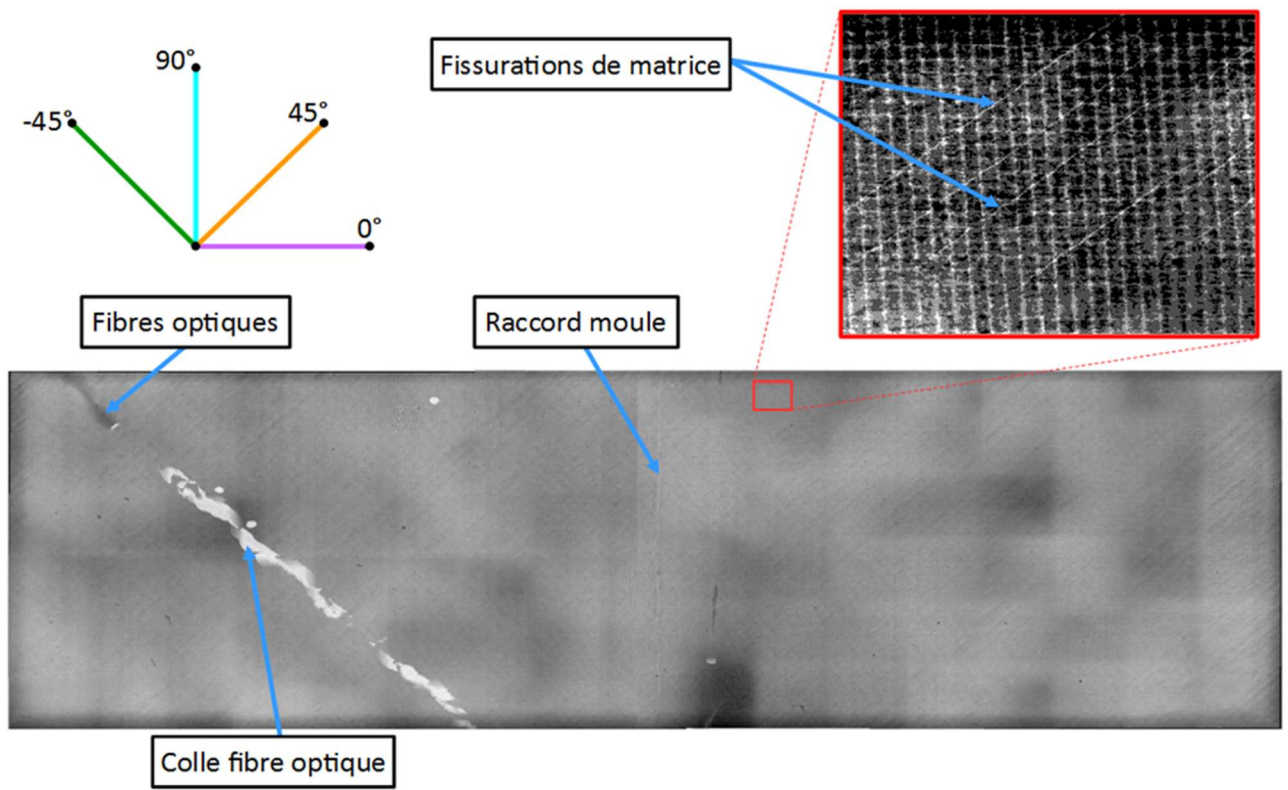 90°
-45°
45°
0°
Fissurations de matrice
Fibres optiques
Raccord moule
Colle fibre optique